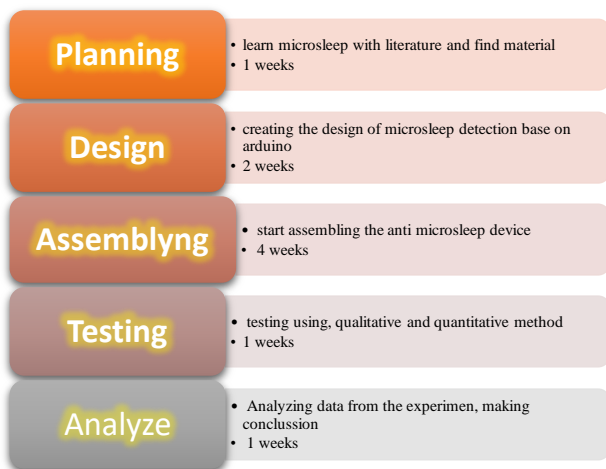 Planning
• learn microsleep with literature and find material
• 1 weeks
Design
• creating the design of microsleep detection base on
arduino
• 2 weeks
Assemblyng
• start assembling the anti microsleep device
• 4 weeks
Testing
• testing using, qualitative and quantitative method
• 1 weeks
Analyze
• Analyzing data from the experimen, making
conclussion
• 1 weeks